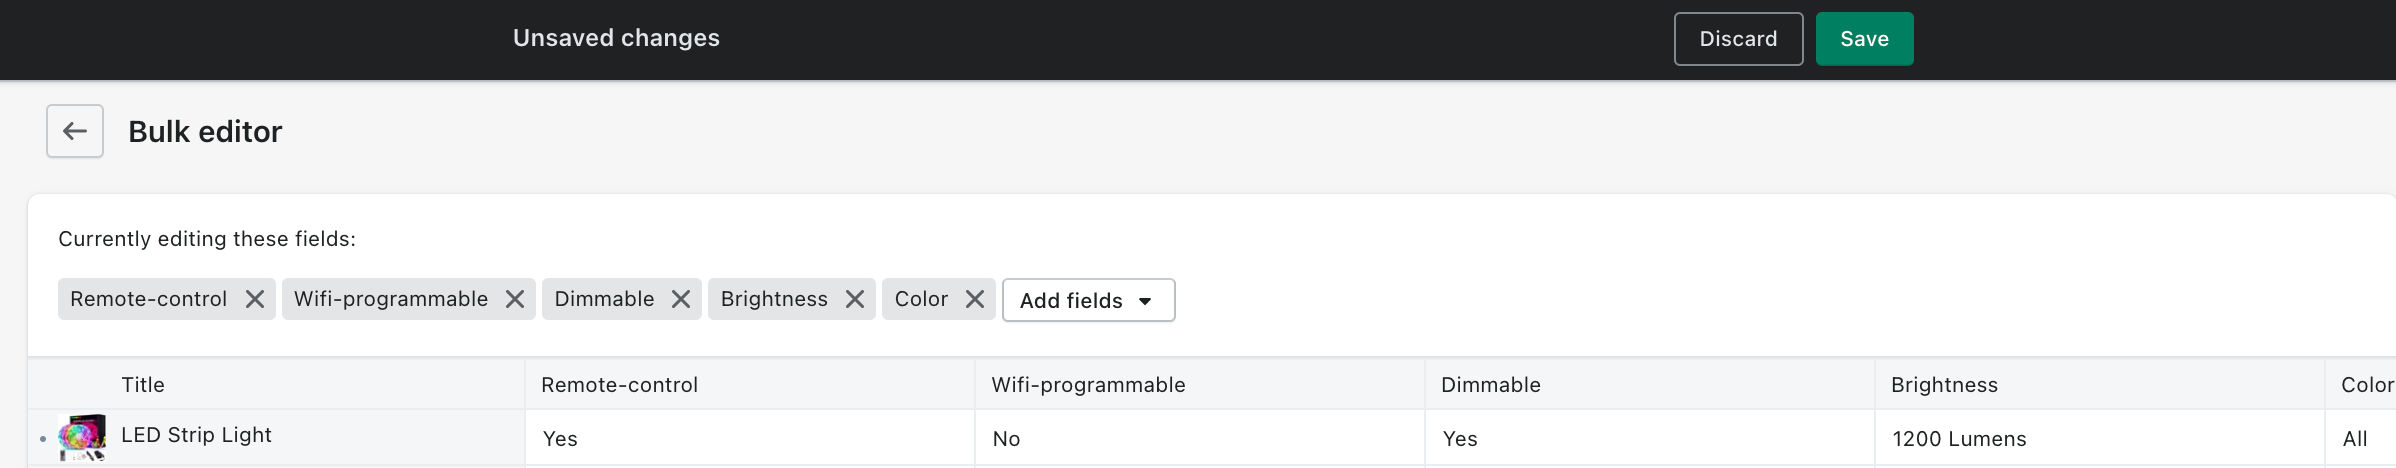 Unsaved changes Discard Save
Bulk editor
Currently editing these fields:
Remote-control Wifi-programmable Dimmable Brightness Color Add fields
Title Remote-control Wifi-programmable Dimmable Brightness Color
LED Strip Light Yes No Yes 1200 Lumens All